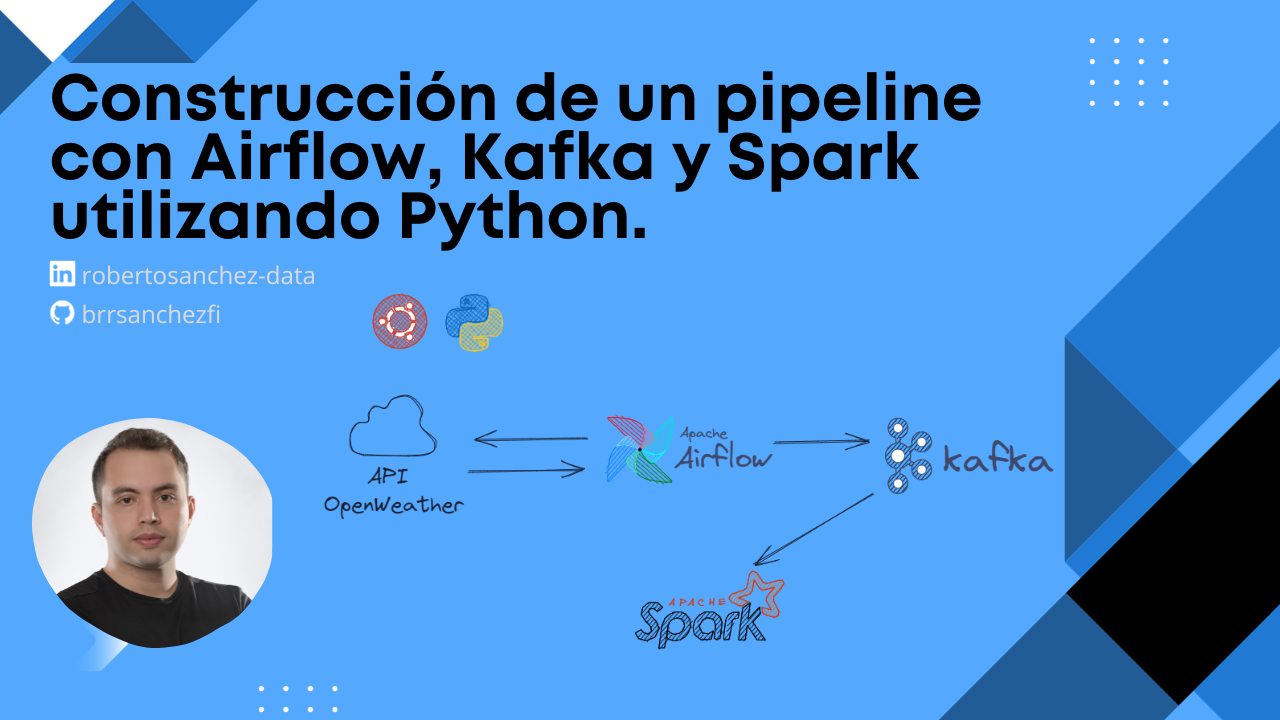 Construcción de un pipeline
con Airflow, Kafka y Spark
utilizando Python.
in robertosanchez-data
brrsanchezfi
API
OpenWeather
Apache
Airflow
kafka
APACHE
Spark